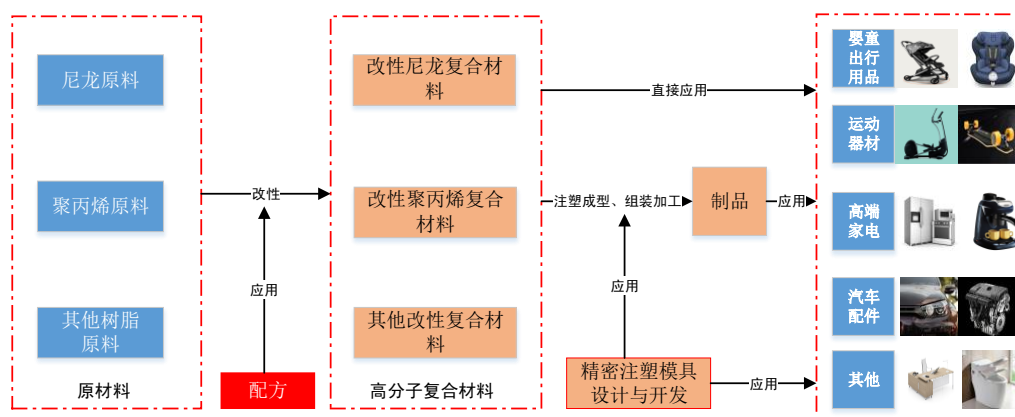 尼龙原料
聚丙烯原料
其他树脂
原料
原材料
改性
应用
配方
改性尼龙复合材
料
改性聚丙烯复合
材料
其他改性复合材
料
高分子复合材料
直接应用
注塑成型、组装加工
制品
应用
应用
精密注塑模具
设计与开发
应用
婴童
出行
用品
运动
器材
高端
家电
汽车
配件
其他